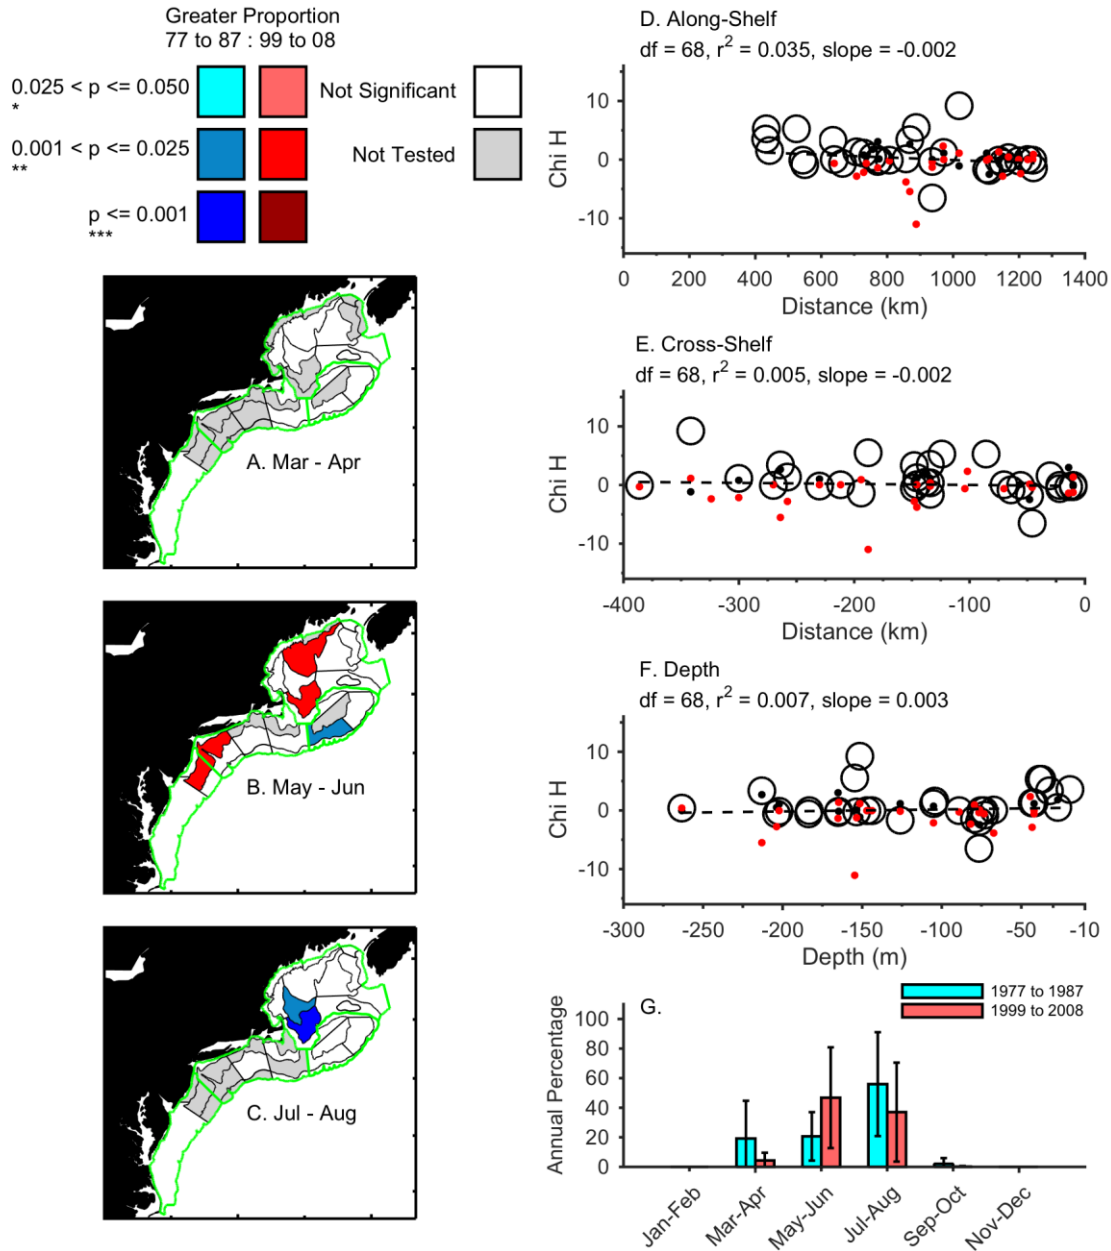 Greater Proportion
77 to 87 : 99 to 08
0.025 < p <= 0.050
*
0.001 < p <= 0.025
**
p <= 0.001
***
Not Significant
Not Tested
A. Mar - Apr
B. May - Jun
C. Jul - Aug
D. Along-Shelf
df = 68, r² = 0.035, slope = -0.002
Chi H
10
0
-10
0 200 400 600 800 1000 1200 1400
Distance (km)
E. Cross-Shelf
df = 68, r² = 0.005, slope = -0.002
Chi H
10
0
-10
-400 -300 -200 -100 0
Distance (km)
F. Depth
df = 68, r² = 0.007, slope = 0.003
Chi H
10
0
-10
-300 -250 -200 -150 -100 -50 -10
Depth (m)
G.
1977 to 1987
1999 to 2008
Annual Percentage
100
80
60
40
20
0
Jan-Feb
Mar-Apr
May-Jun
Jul-Aug
Sep-Oct
Nov-Dec